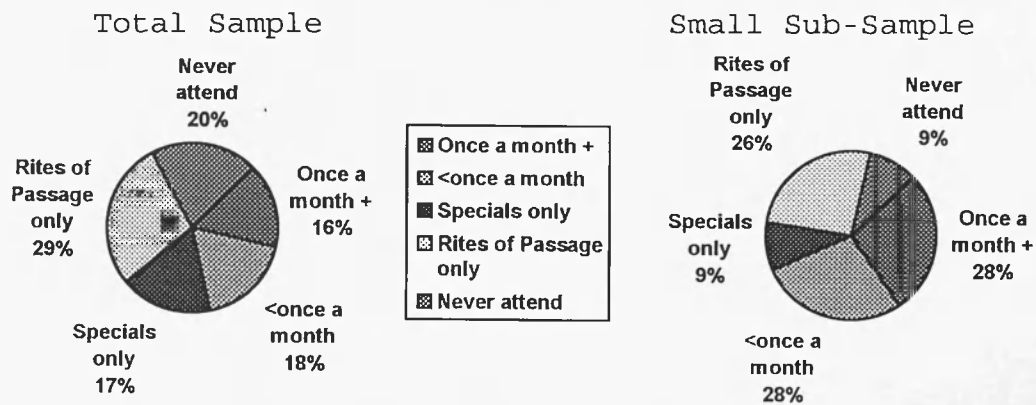 Total Sample
Never
attend
20%
Rites of
Passage
only
29%
Once a
month +
16%
Specials
only
17%
<once a
month
18%
Once a month +
<once a month
Specials only
Rites of Passage
only
Never attend
Small Sub-Sample
Rites of
Passage
only
26%
Never
attend
9%
Specials
only
9%
Once a
month +
28%
<once a
month
28%